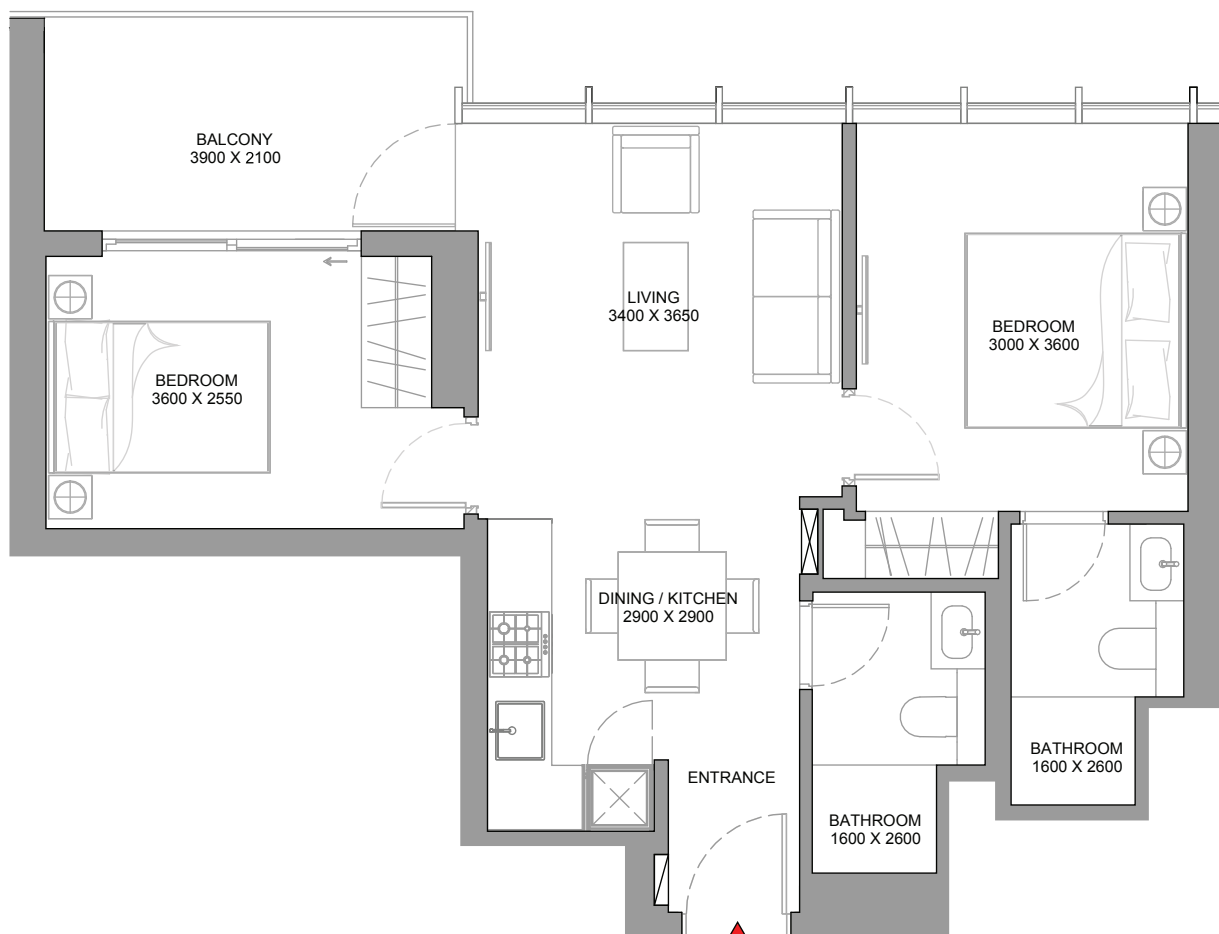 BALCONY
3900 X 2100
LIVING
3400 X 3650
BEDROOM
3000 X 3600
BEDROOM
3600 X 2550
DINING / KITCHEN
2900 X 2900
ENTRANCE
BATHROOM
1600 X 2600
BATHROOM
1600 X 2600